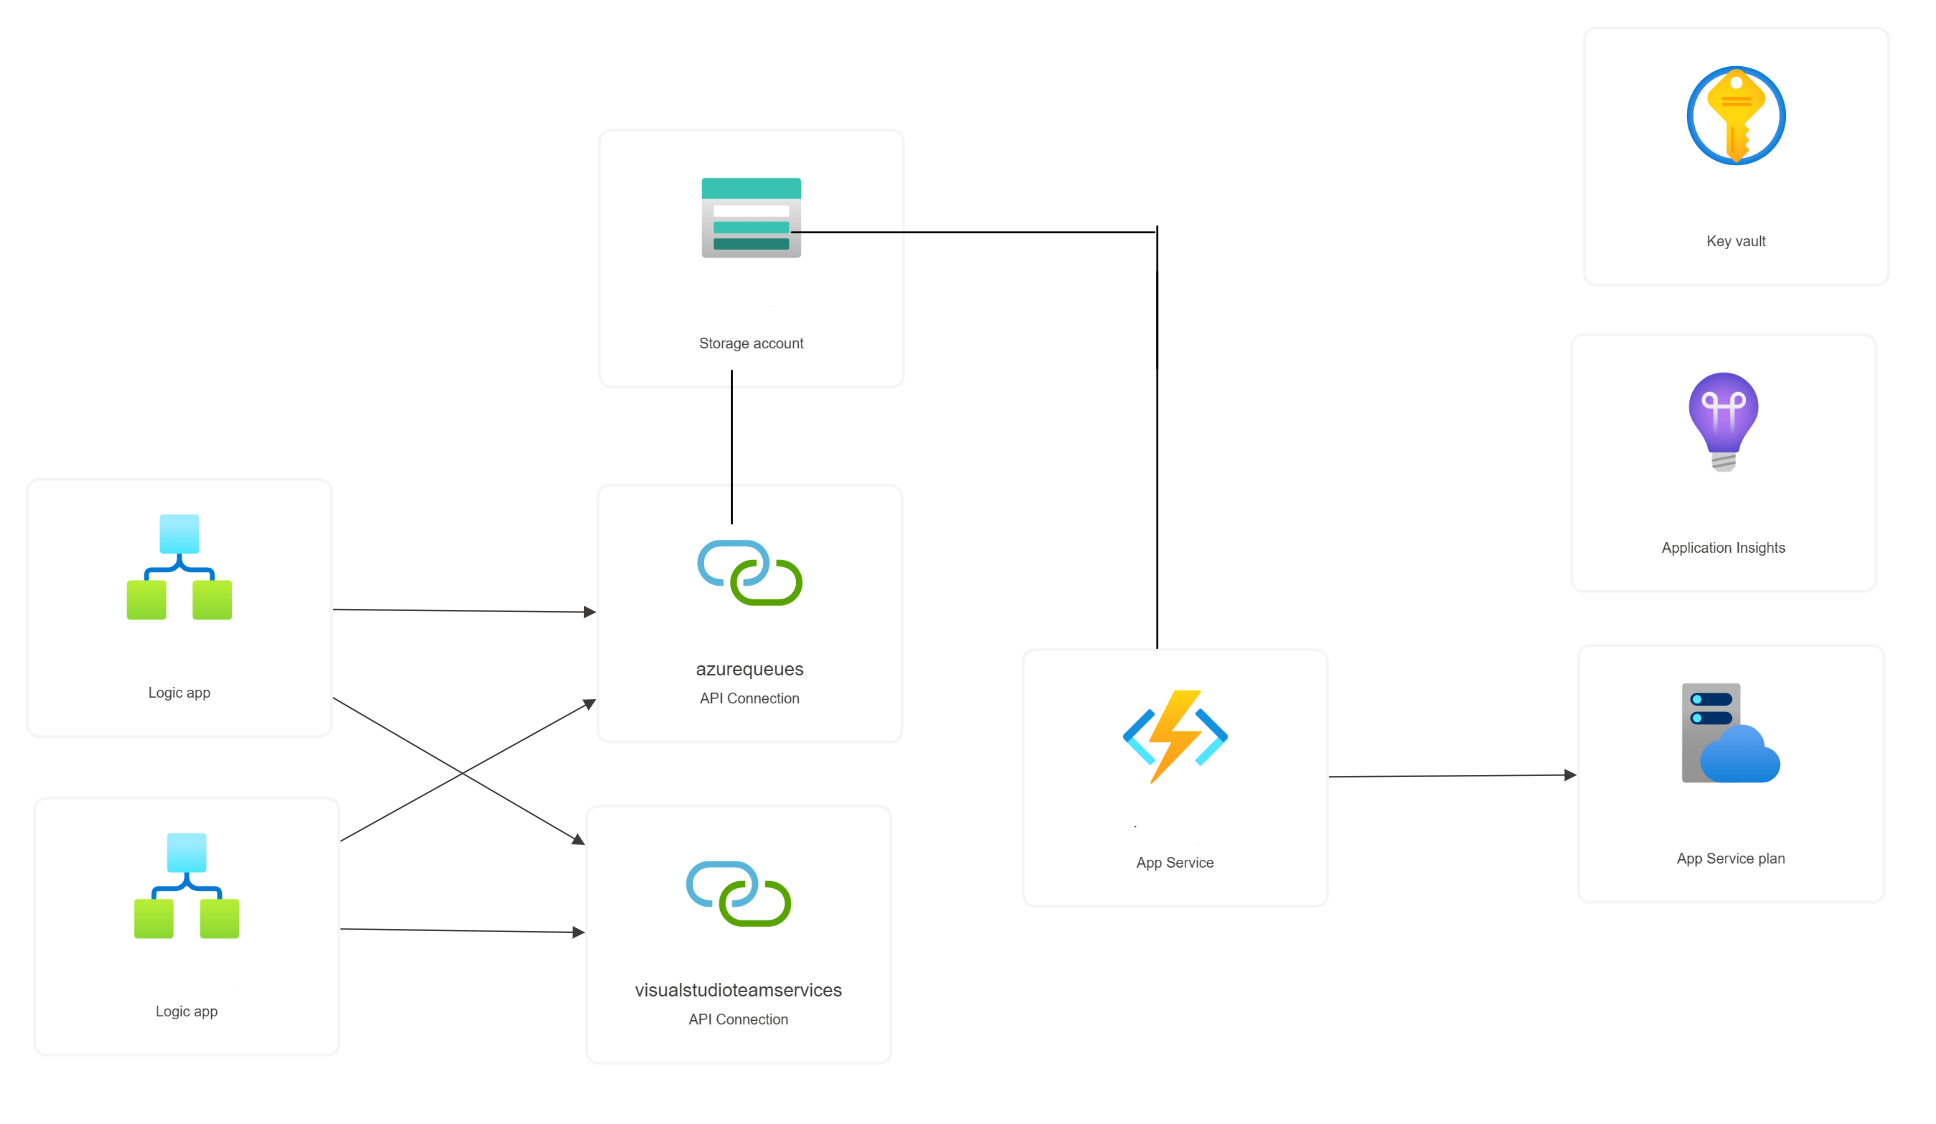 Key vault
Storage account
Application Insights
Logic app
azurequeues
API Connection
App Service
App Service plan
Logic app
visualstudioteamservices
API Connection